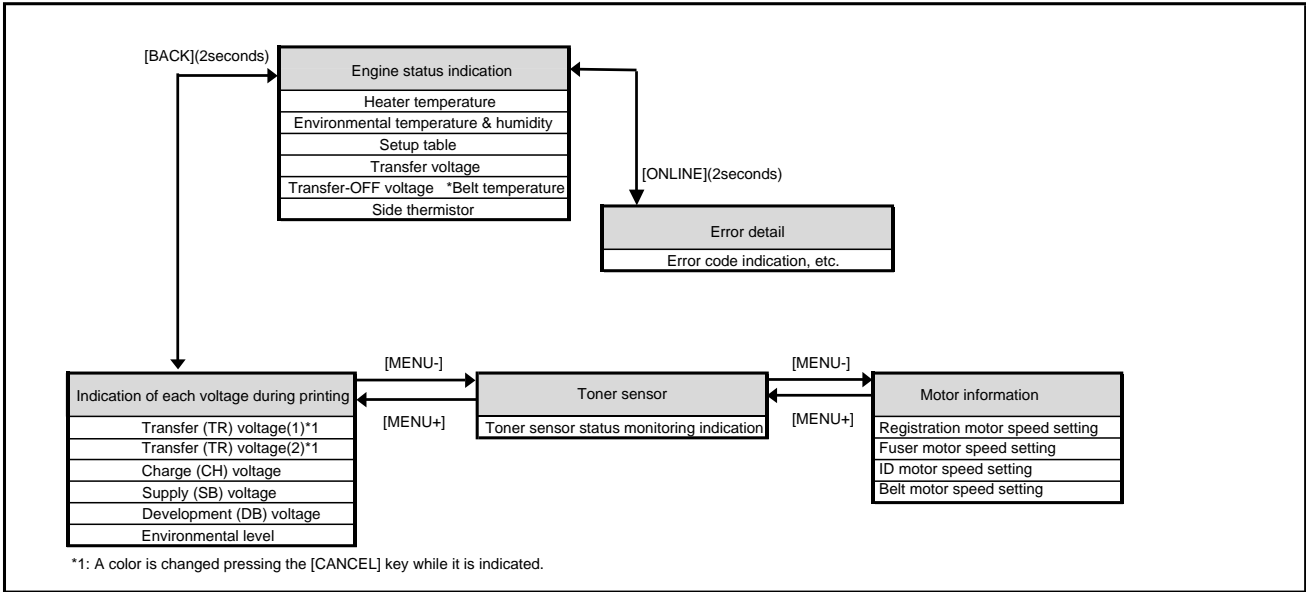 [BACK](2seconds)
Engine status indication
Heater temperature
Environmental temperature & humidity
Setup table
Transfer voltage
Transfer-OFF voltage *Belt temperature
Side thermistor
[ONLINE](2seconds)
Error detail
Error code indication, etc.
Indication of each voltage during printing
Transfer (TR) voltage(1)*1
Transfer (TR) voltage(2)*1
Charge (CH) voltage
Supply (SB) voltage
Development (DB) voltage
Environmental level
[MENU-]
[MENU+]
Toner sensor
Toner sensor status monitoring indication
[MENU-]
[MENU+]
Motor information
Registration motor speed setting
Fuser motor speed setting
ID motor speed setting
Belt motor speed setting
*1: A color is changed pressing the [CANCEL] key while it is indicated.